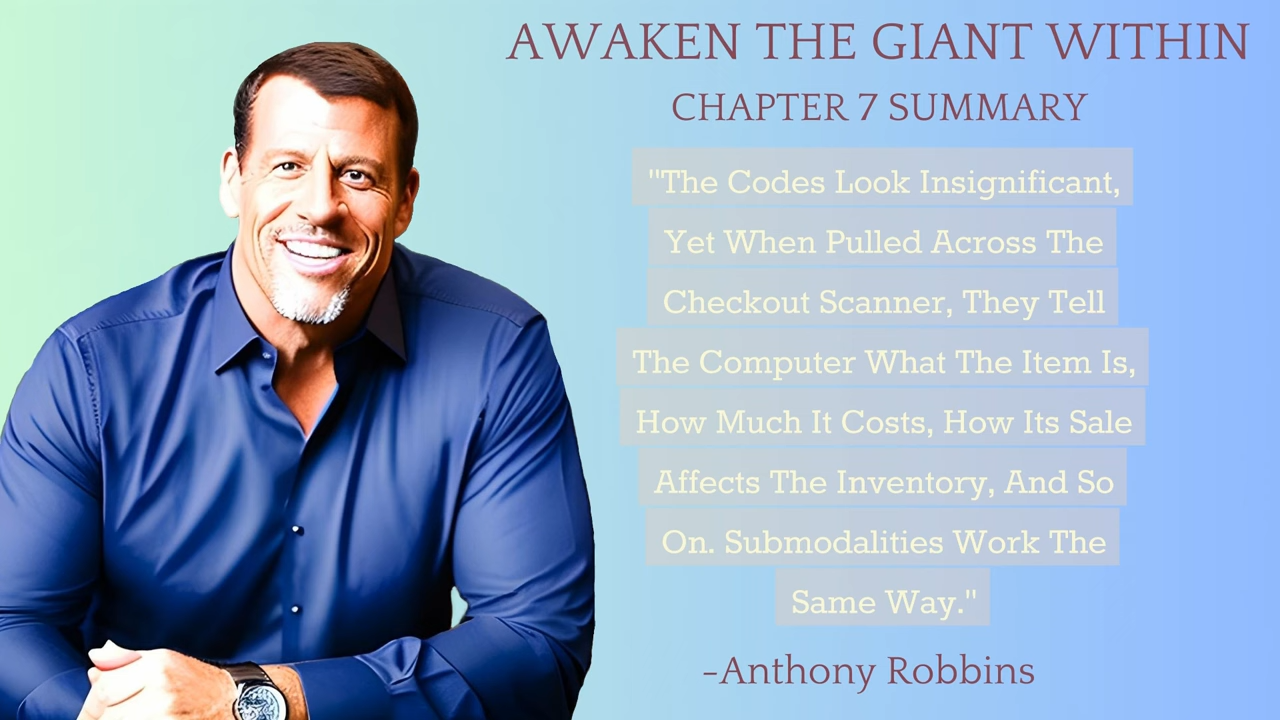 AWAKEN THE GIANT WITHIN
CHAPTER 7 SUMMARY
"The Codes Look Insignificant,
Yet When Pulled Across The
Checkout Scanner, They Tell
The Computer What The Item Is,
How Much It Costs, How Its Sale
Affects The Inventory, And So
On. Submodalities Work The
Same Way."
–Anthony Robbins